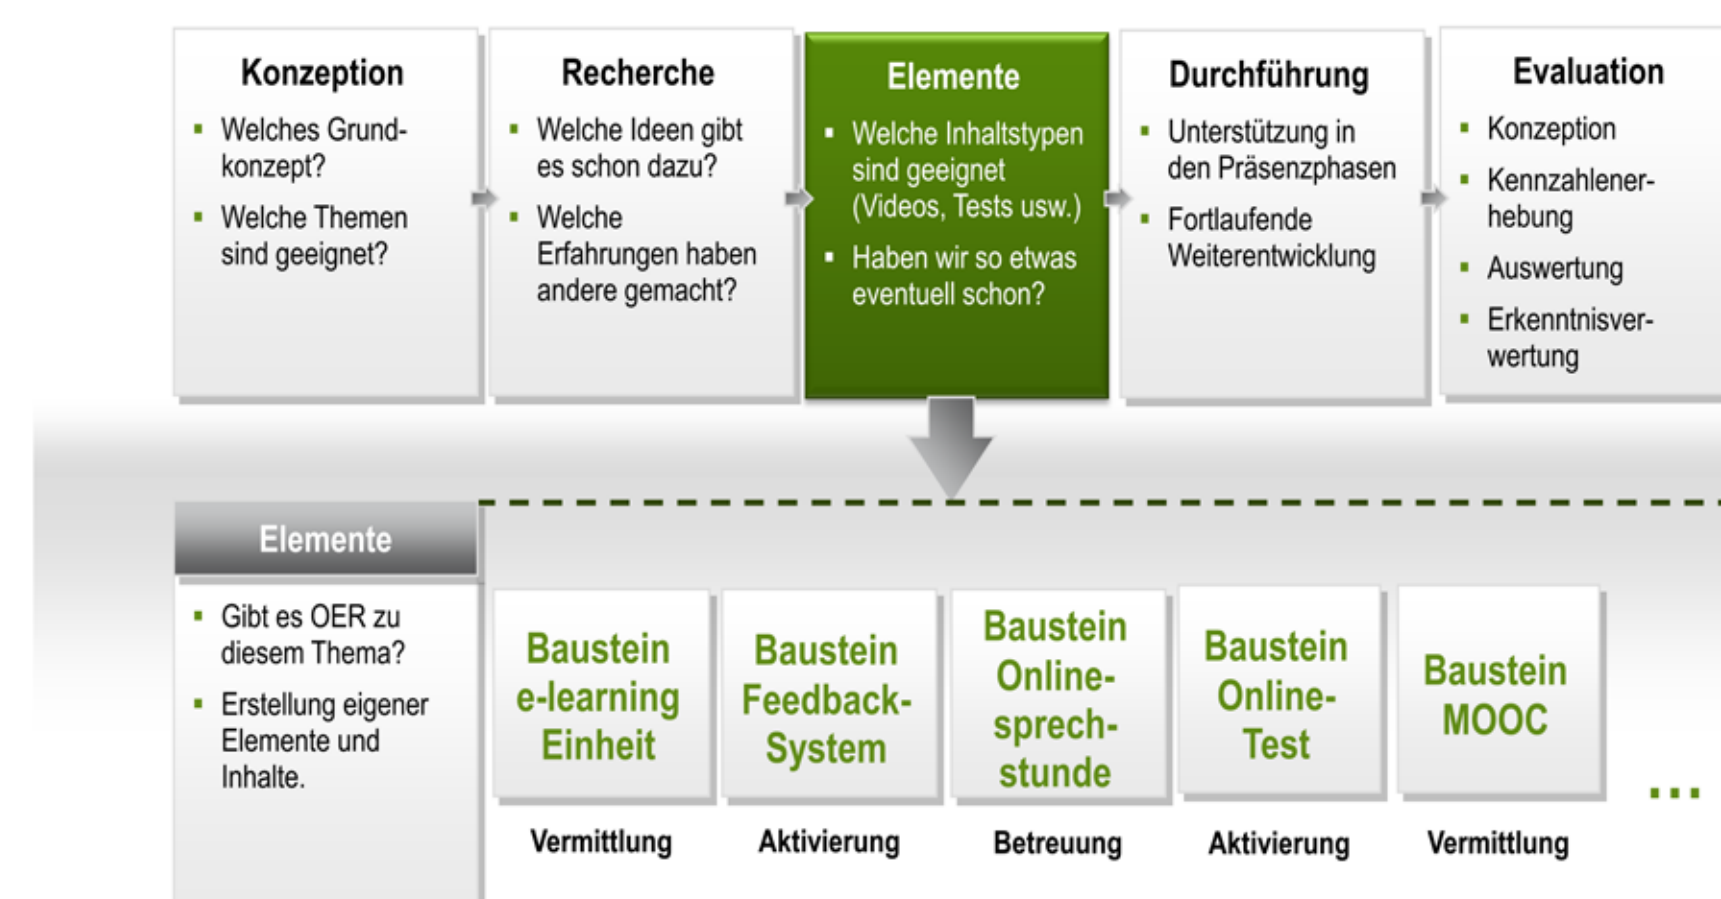 Konzeption
Welches Grund-
konzept?
Welche Themen
sind geeignet?
Recherche
Welche Ideen gibt
es schon dazu?
Welche
Erfahrungen haben
andere gemacht?
Elemente
Welche Inhaltstypen
sind geeignet
(Videos, Tests usw.)
Haben wir so etwas
eventuell schon?
Durchführung
Unterstützung in
den Präsenzphasen
Fortlaufende
Weiterentwicklung
Evaluation
Konzeption
Kennzahlener-
hebung
Auswertung
Erkenntnisver-
wertung
Elemente
Gibt es OER zu
diesem Thema?
Erstellung eigener
Elemente und
Inhalte.
Baustein
e-learning
Einheit
Vermittlung
Baustein
Feedback-
System
Aktivierung
Baustein
Online-
sprech-
stunde
Betreuung
Baustein
Online-
Test
Aktivierung
Baustein
MOOC
Vermittlung
...